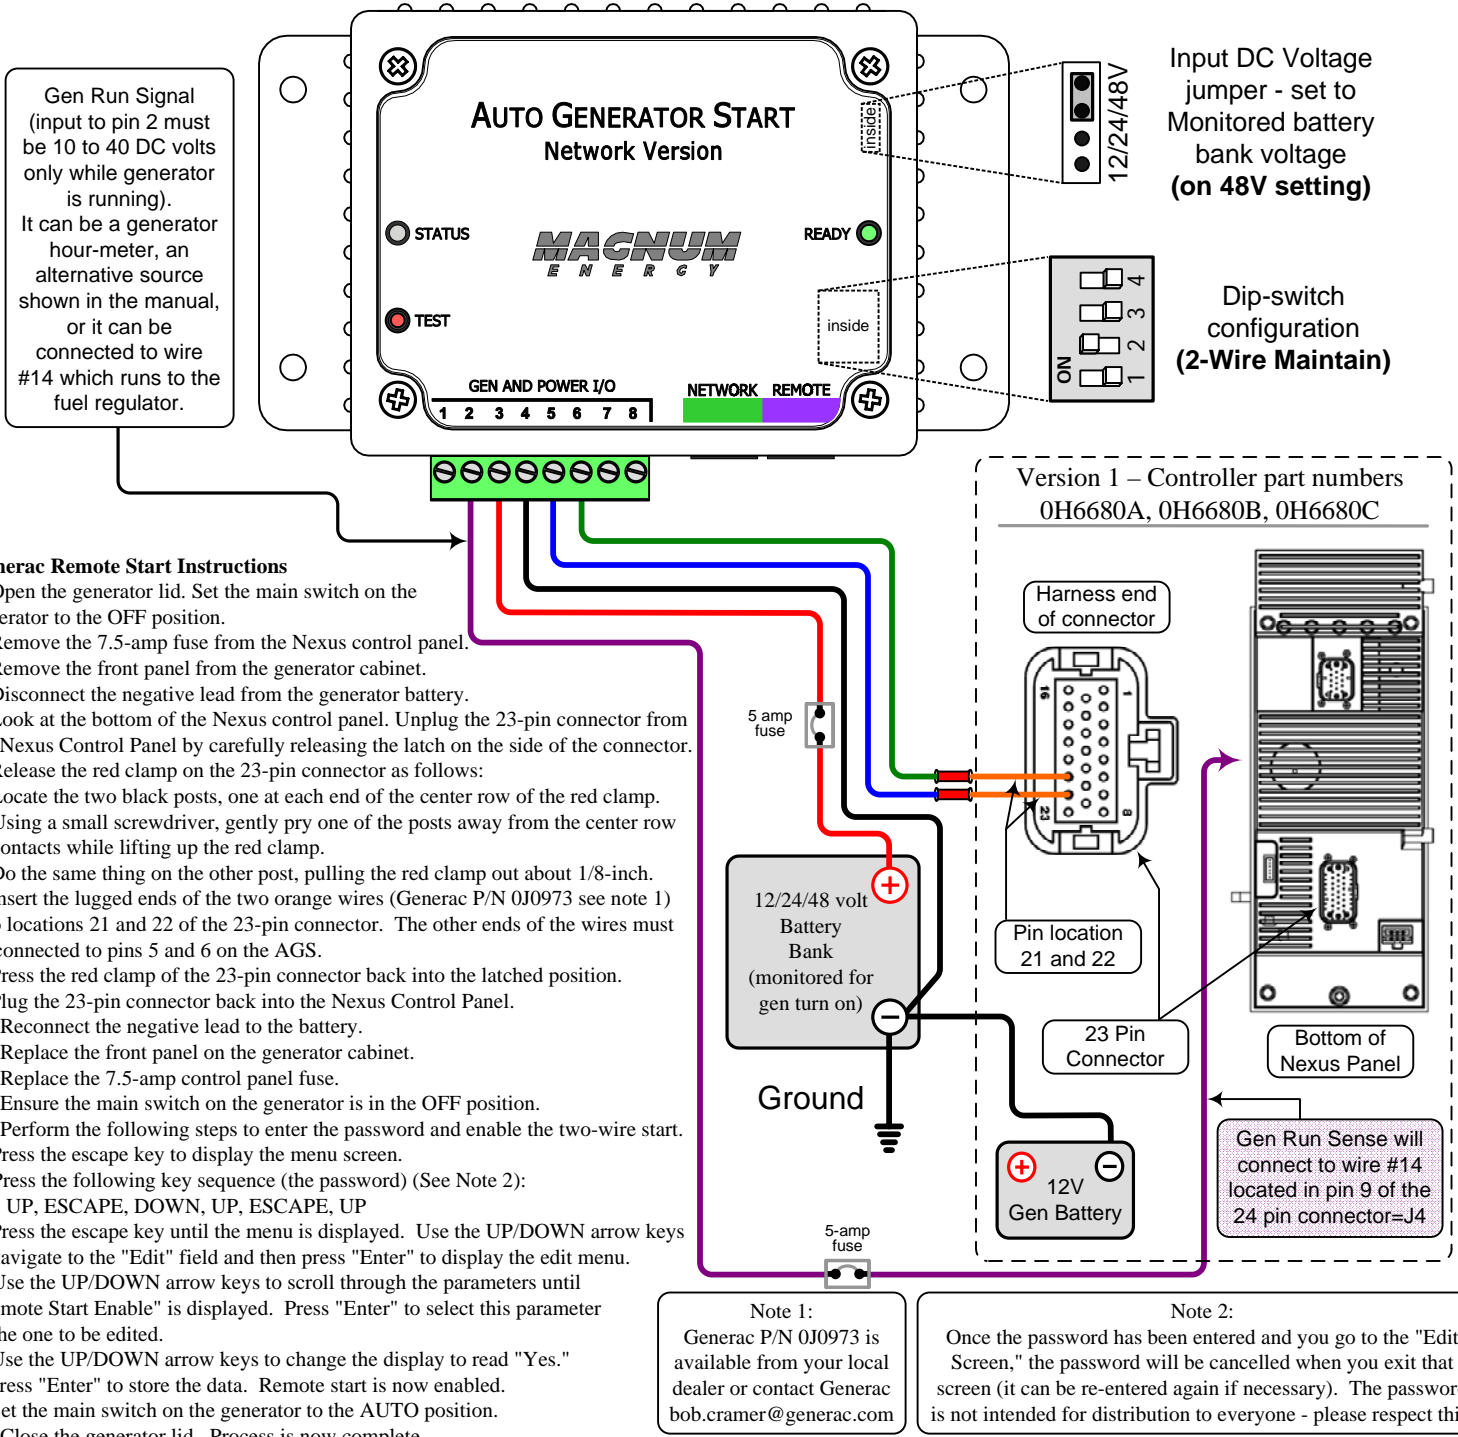 Gen Run Signal
(input to pin 2 must
be 10 to 40 DC volts
only while generator
is running).
It can be a generator
hour-meter, an
alternative source
shown in the manual,
or it can be
connected to wire
#14 which runs to the
fuel regulator.
AUTO GENERATOR START
Network Version
STATUS
MAGNUM
ENERGY
READY
TEST
inside
inside
GEN AND POWER I/O
1 2 3 4 5 6 7 8
NETWORK REMOTE
12/24/48V
Input DC Voltage
jumper - set to
Monitored battery
bank voltage
(on 48V setting)
4
3
2
1
ON
Dip-switch
configuration
(2-Wire Maintain)
Version 1 – Controller part numbers
0H6680A, 0H6680B, 0H6680C
Harness end
of connector
16
1
23
8
Pin location
21 and 22
23 Pin
Connector
Bottom of
Nexus Panel
Gen Run Sense will
connect to wire #14
located in pin 9 of the
24 pin connector=J4
5 amp
fuse
12/24/48 volt
Battery
Bank
(monitored for
gen turn on)
+
−
Ground
+
−
12V
Gen Battery
5-amp
fuse
nerac Remote Start Instructions
Open the generator lid. Set the main switch on the
erator to the OFF position.
Remove the 7.5-amp fuse from the Nexus control panel.
Remove the front panel from the generator cabinet.
Disconnect the negative lead from the generator battery.
Look at the bottom of the Nexus control panel. Unplug the 23-pin connector from
Nexus Control Panel by carefully releasing the latch on the side of the connector.
Release the red clamp on the 23-pin connector as follows:
Locate the two black posts, one at each end of the center row of the red clamp.
Using a small screwdriver, gently pry one of the posts away from the center row
ontacts while lifting up the red clamp.
Do the same thing on the other post, pulling the red clamp out about 1/8-inch.
nsert the lugged ends of the two orange wires (Generac P/N 0J0973 see note 1)
o locations 21 and 22 of the 23-pin connector. The other ends of the wires must
connected to pins 5 and 6 on the AGS.
Press the red clamp of the 23-pin connector back into the latched position.
Plug the 23-pin connector back into the Nexus Control Panel.
Reconnect the negative lead to the battery.
Replace the front panel on the generator cabinet.
Replace the 7.5-amp control panel fuse.
Ensure the main switch on the generator is in the OFF position.
Perform the following steps to enter the password and enable the two-wire start.
Press the escape key to display the menu screen.
Press the following key sequence (the password) (See Note 2):
UP, ESCAPE, DOWN, UP, ESCAPE, UP
Press the escape key until the menu is displayed. Use the UP/DOWN arrow keys
navigate to the "Edit" field and then press "Enter" to display the edit menu.
Use the UP/DOWN arrow keys to scroll through the parameters until
mote Start Enable" is displayed. Press "Enter" to select this parameter
he one to be edited.
Use the UP/DOWN arrow keys to change the display to read "Yes."
ress "Enter" to store the data. Remote start is now enabled.
et the main switch on the generator to the AUTO position.
Close the generator lid. Process is now complete
Note 1:
Generac P/N 0J0973 is
available from your local
dealer or contact Generac
bob.cramer@generac.com
Note 2:
Once the password has been entered and you go to the "Edit
Screen," the password will be cancelled when you exit that
screen (it can be re-entered again if necessary). The passwor
is not intended for distribution to everyone - please respect thi